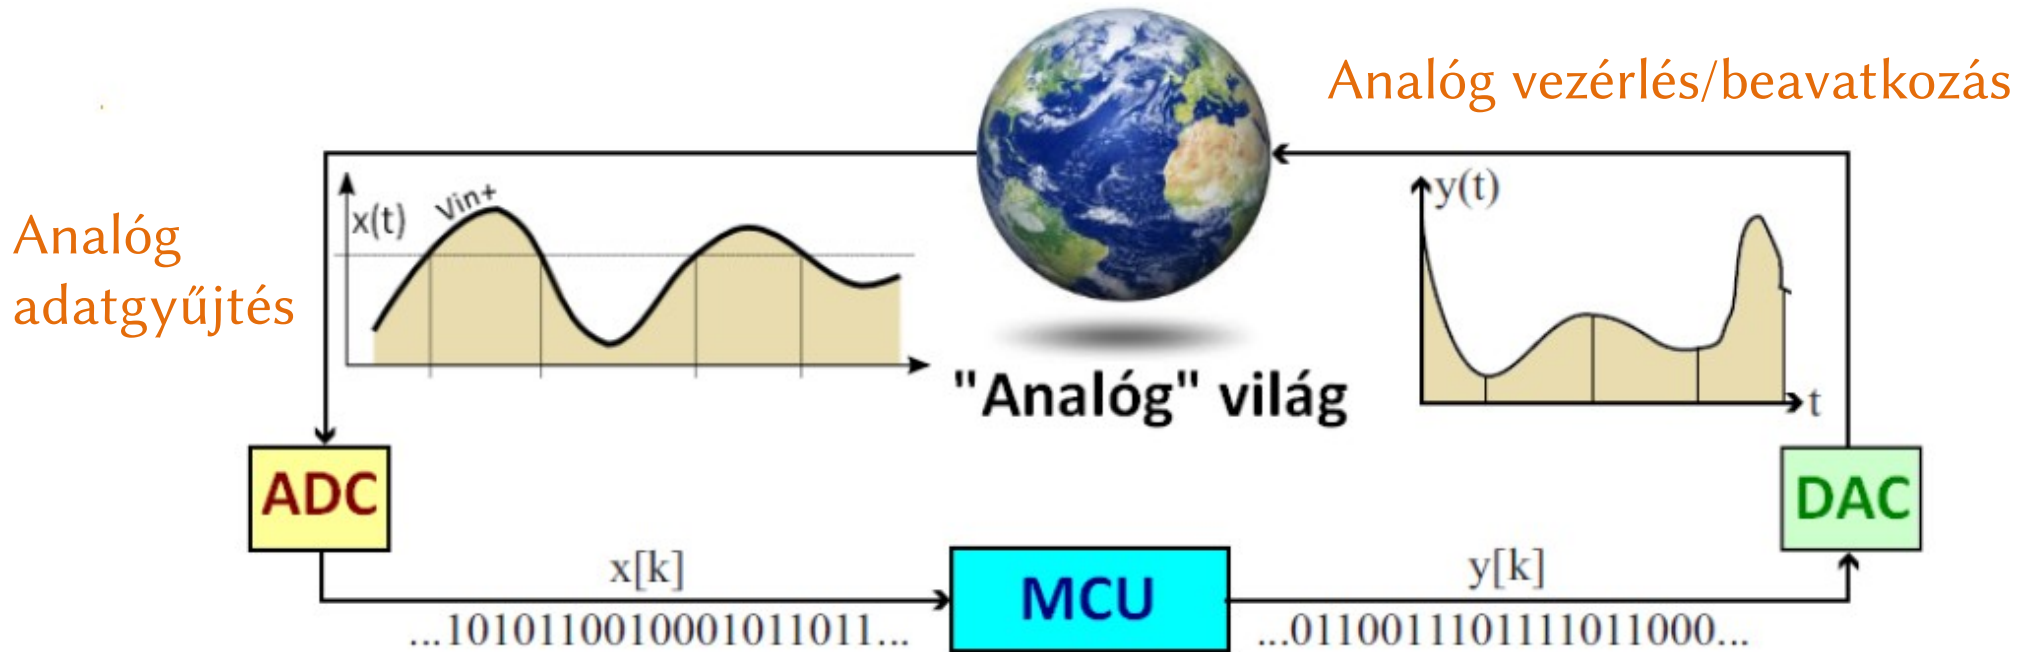 Analóg vezérlés/beavatkozás
Analóg
adatgyűjtés
x(t)
Vin+
y(t)
t
"Analóg" világ
ADC
DAC
x[k]
MCU
y[k]
...1010110010001011011...
...0110011101111011000...